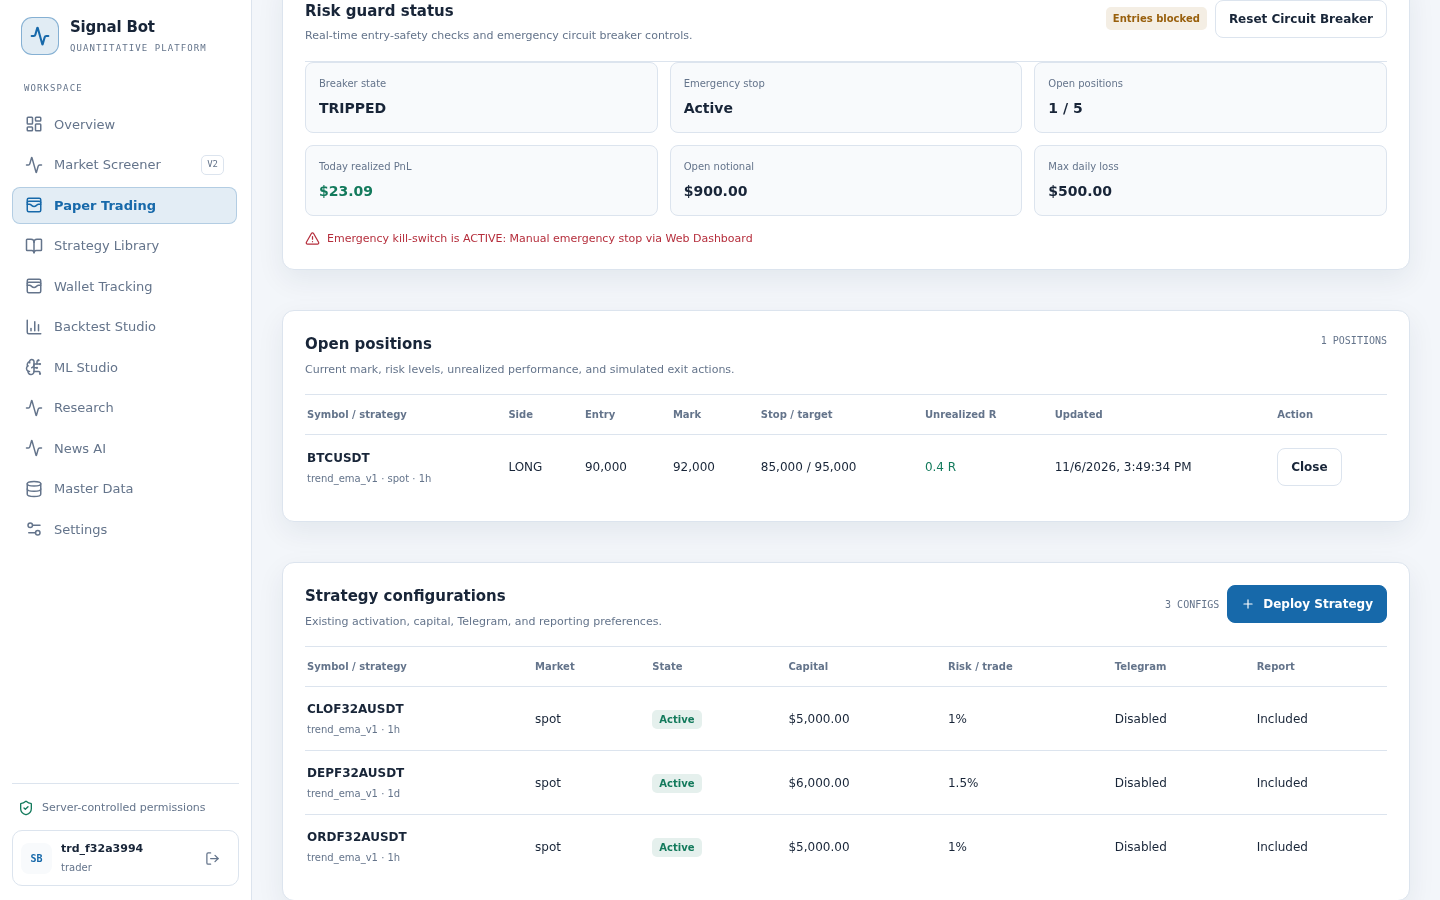 Signal Bot
QUANTITATIVE PLATFORM
WORKSPACE
Overview
Market Screener V2
Paper Trading
Strategy Library
Wallet Tracking
Backtest Studio
ML Studio
Research
News AI
Master Data
Settings
Server-controlled permissions
SB
trd_f32a3994
trader
Risk guard status
Real-time entry-safety checks and emergency circuit breaker controls.
Entries blocked
Reset Circuit Breaker
Breaker state
TRIPPED
Emergency stop
Active
Open positions
1 / 5
Today realized PnL
$23.09
Open notional
$900.00
Max daily loss
$500.00
Emergency kill-switch is ACTIVE: Manual emergency stop via Web Dashboard
Open positions
1 POSITIONS
Current mark, risk levels, unrealized performance, and simulated exit actions.
Symbol / strategy Side Entry Mark Stop / target Unrealized R Updated Action
BTCUSDT
trend_ema_v1 · spot · 1h
LONG 90,000 92,000 85,000 / 95,000 0.4 R 11/6/2026, 3:49:34 PM Close
Strategy configurations
3 CONFIGS
Deploy Strategy
Existing activation, capital, Telegram, and reporting preferences.
Symbol / strategy Market State Capital Risk / trade Telegram Report
CLOF32AUSDT
trend_ema_v1 · 1h
spot Active $5,000.00 1% Disabled Included
DEPF32AUSDT
trend_ema_v1 · 1d
spot Active $6,000.00 1.5% Disabled Included
ORDF32AUSDT
trend_ema_v1 · 1h
spot Active $5,000.00 1% Disabled Included